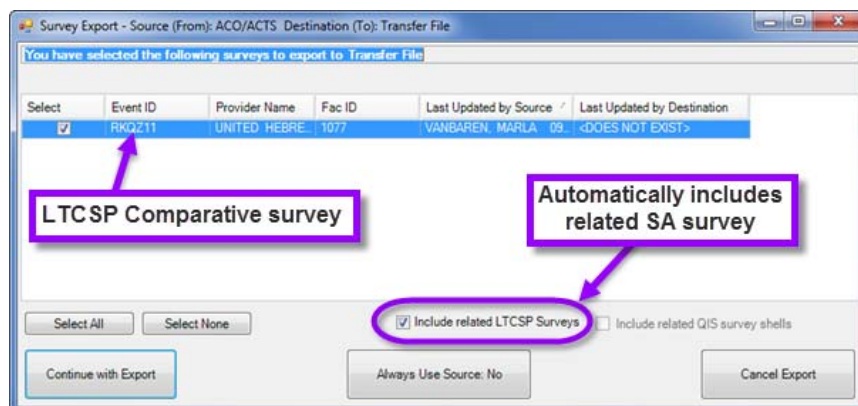 Survey Export - Source (From): ACO/ACTS Destination (To): Transfer File
You have selected the following surveys to export to Transfer File
Select Event ID Provider Name Fac ID Last Updated by Source Last Updated by Destination
RKQZ11 UNITED HEBRE... 1077 VANBAREN, MARLA 09... <DOES NOT EXIST>
LTCSP Comparative survey
Automatically includes
related SA survey
Select All Select None Include related LTCSP Surveys Include related QIS survey shells
Continue with Export Always Use Source: No Cancel Export